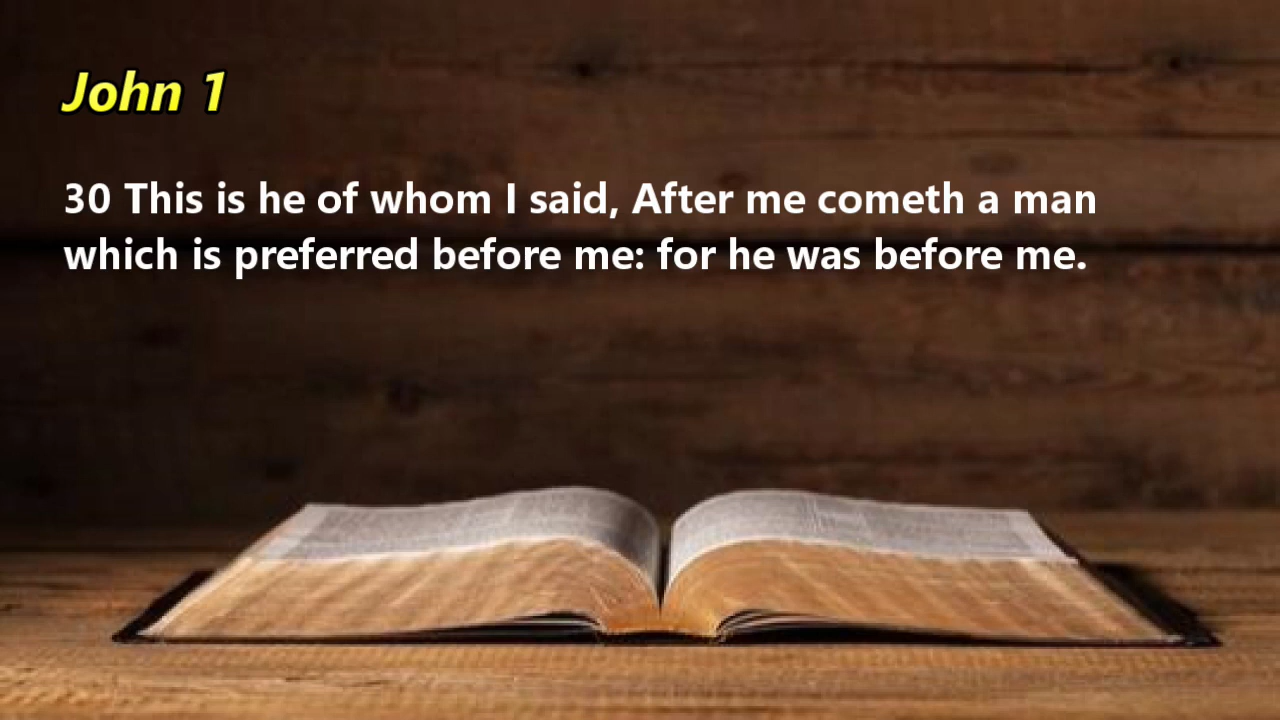 John 1
30 This is he of whom I said, After me cometh a man
which is preferred before me: for he was before me.